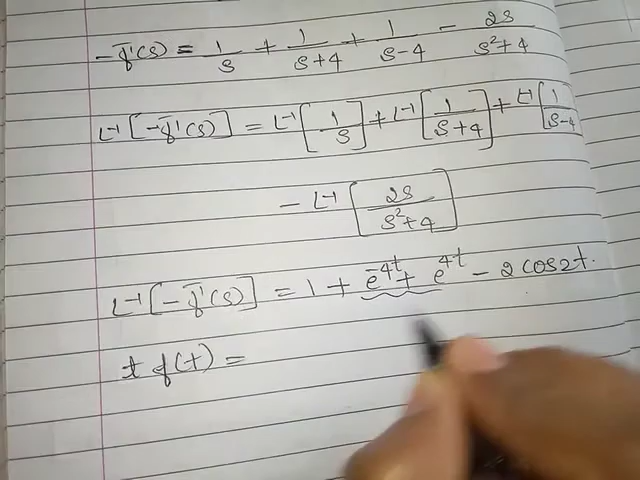 -f̄'(s) = 1/s + 1/(s+4) + 1/(s-4) - 2s/(s²+4)
L⁻¹[-f̄'(s)] = L⁻¹[1/s] + L⁻¹[1/(s+4)] + L⁻¹[1/(s-4
- L⁻¹[2s/(s²+4)]
L⁻¹[-f̄'(s)] = 1 + e⁻⁴ᵗ + e⁴ᵗ - 2 cos2t.
t f(t) =